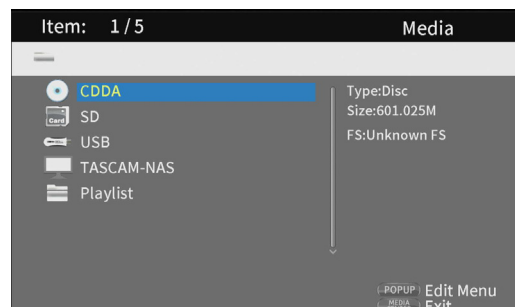 Item: 1/5 Media
CDDA
SD
USB
TASCAM-NAS
Playlist
Type:Disc
Size:601.025M
FS:Unknown FS
Card
POPUP Edit Menu
MEDIA Exit